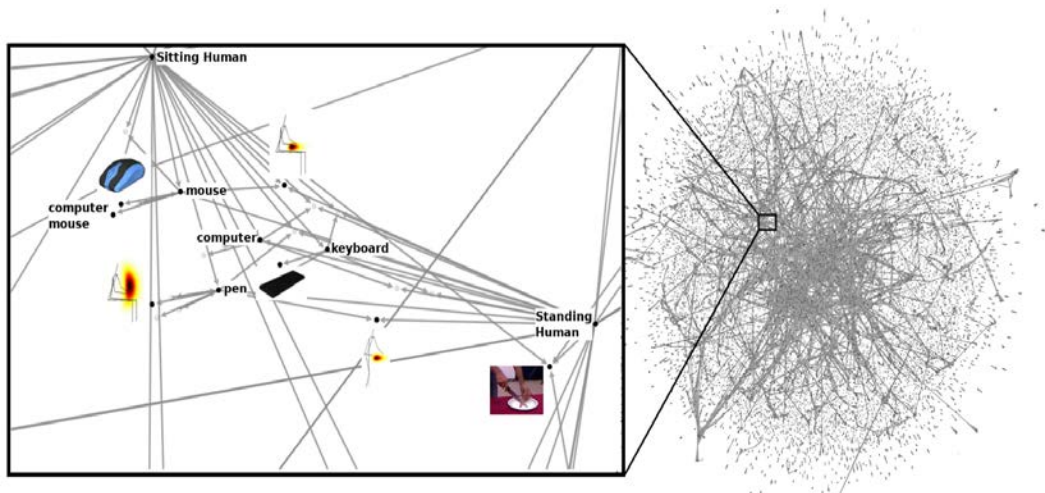 Sitting Human
mouse
computer
mouse
computer
keyboard
pen
Standing
Human